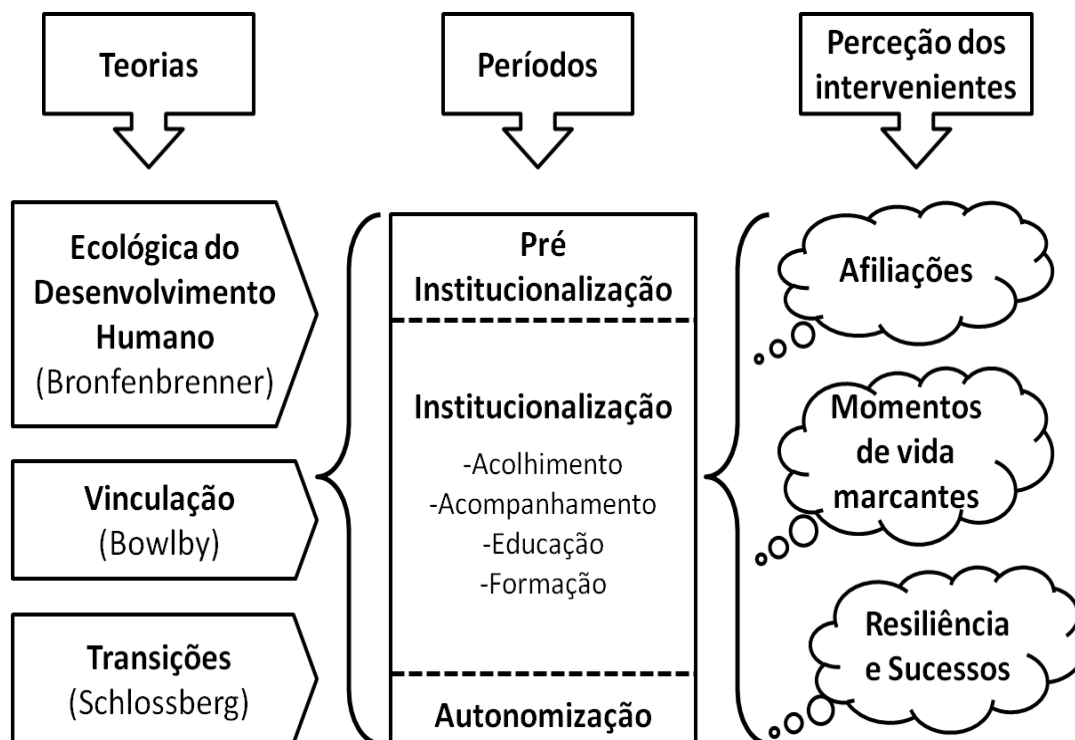 Teorias
Períodos
Perceção dos
intervenientes
Ecológica do
Desenvolvimento
Humano
(Bronfenbrenner)
Vinculação
(Bowlby)
Transições
(Schlossberg)
Pré
Institucionalização
Institucionalização
-Acolhimento
-Acompanhamento
-Educação
-Formação
Autonomização
Afiliações
Momentos
de vida
marcantes
Resiliência
e Sucessos